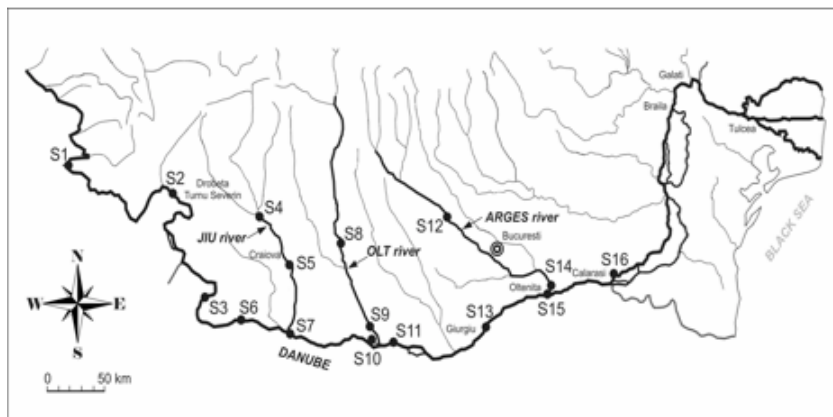 Galati
Braila
Tulcea
S1
S2
Drobeta
Turnu Severin
S4
S12
ARGES river
JIU river
S8
Bucuresti
BLACK SEA
OLT river
Craiova
S5
S16
S14
Calarasi
N
W
E
S
S3
S6
Oltenita
S15
S9
S13
Giurgiu
S7
S10
S11
DANUBE
0
50 km